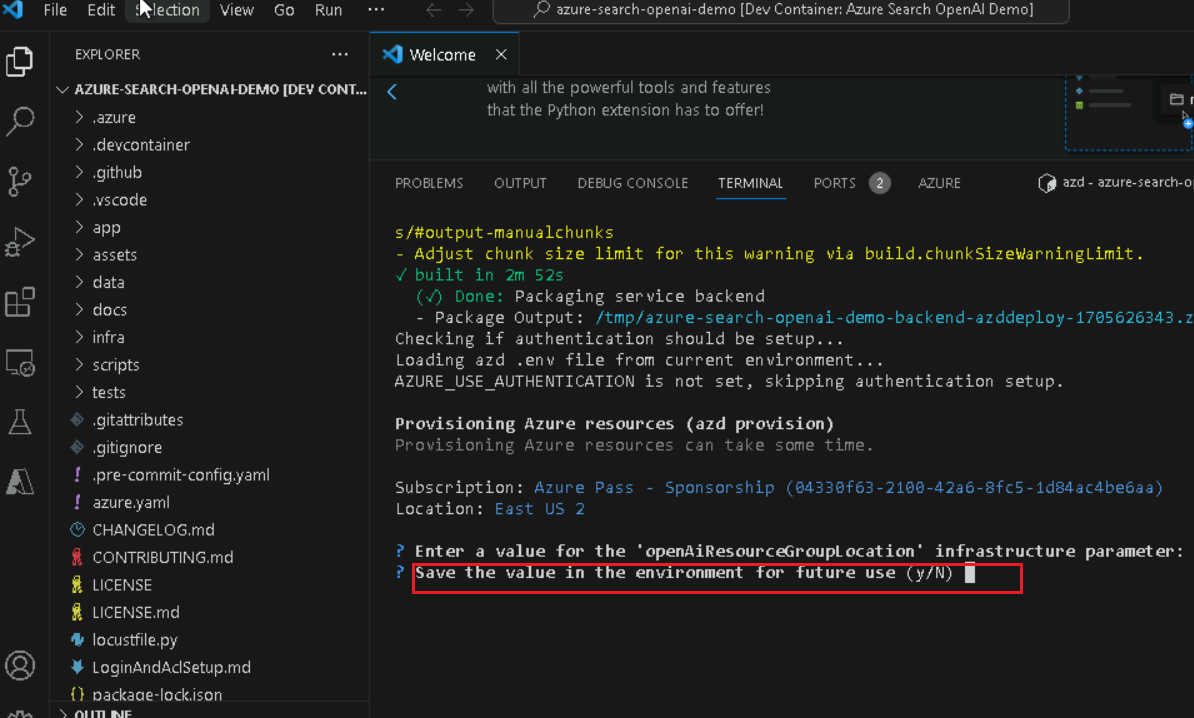 File Edit Selection View Go Run ··· azure-search-openai-demo [Dev Container: Azure Search OpenAI Demo]
EXPLORER ···
AZURE-SEARCH-OPENAI-DEMO [DEV CONT...
.azure
.devcontainer
.github
.vscode
app
assets
data
docs
infra
scripts
tests
.gitattributes
.gitignore
.pre-commit-config.yaml
azure.yaml
CHANGELOG.md
CONTRIBUTING.md
LICENSE
LICENSE.md
locustfile.py
LoginAndAclSetup.md
package-lock.json
OUTLINE
Welcome
with all the powerful tools and features
that the Python extension has to offer!
PROBLEMS OUTPUT DEBUG CONSOLE TERMINAL PORTS 2 AZURE azd - azure-search-o
s/#output-manualchunks
- Adjust chunk size limit for this warning via build.chunkSizeWarningLimit.
✓ built in 2m 52s
(✓) Done: Packaging service backend
- Package Output: /tmp/azure-search-openai-demo-backend-azddeploy-1705626343.z
Checking if authentication should be setup...
Loading azd .env file from current environment...
AZURE_USE_AUTHENTICATION is not set, skipping authentication setup.
Provisioning Azure resources (azd provision)
Provisioning Azure resources can take some time.
Subscription: Azure Pass - Sponsorship (04330f63-2100-42a6-8fc5-1d84ac4be6aa)
Location: East US 2
? Enter a value for the 'openAiResourceGroupLocation' infrastructure parameter:
? Save the value in the environment for future use (y/N)